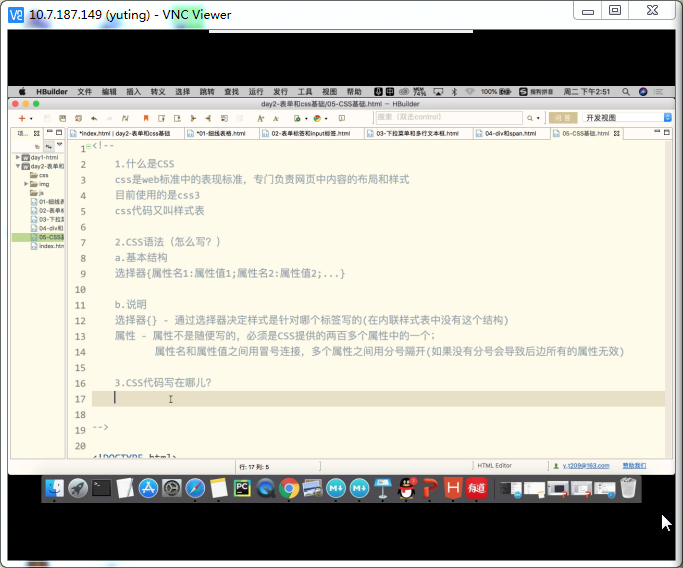 10.7.187.149 (yuting) - VNC Viewer
HBuilder 文件 编辑 插入 转义 选择 跳转 查找 运行 发行 工具 视图 帮助 100% 搜狗拼音 周二 下午2:51
day2-表单和css基础/05-CSS基础.html - HBuilder
搜索（双击control） 问答 开发视图
项... *index.html | day2-表单和css基础 *01-细线表格.html 02-表单标签和input标签.html 03-下拉菜单和多行文本框.html 04-div和span.html 05-CSS基础.html
day1-html
day2-表单和
css
img
js
01-细线表
02-表单标
03-下拉菜
04-div和
05-CSS基
index.htm
1 <!--
2 1.什么是CSS
3 css是web标准中的表现标准，专门负责网页中内容的布局和样式
4 目前使用的是css3
5 css代码又叫样式表
6
7 2.CSS语法（怎么写？）
8 a.基本结构
9 选择器{属性名1:属性值1;属性名2:属性值2;...}
10
11 b.说明
12 选择器{} - 通过选择器决定样式是针对哪个标签写的(在内联样式表中没有这个结构)
13 属性 - 属性不是随便写的，必须是CSS提供的两百多个属性中的一个;
14 属性名和属性值之间用冒号连接，多个属性之间用分号隔开(如果没有分号会导致后边所有的属性无效)
15
16 3.CSS代码写在哪儿?
17
18
19 -->
20
<!DOCTYPE html>
行: 17 列: 5 HTML Editor y_t209@163.com 赞助我们